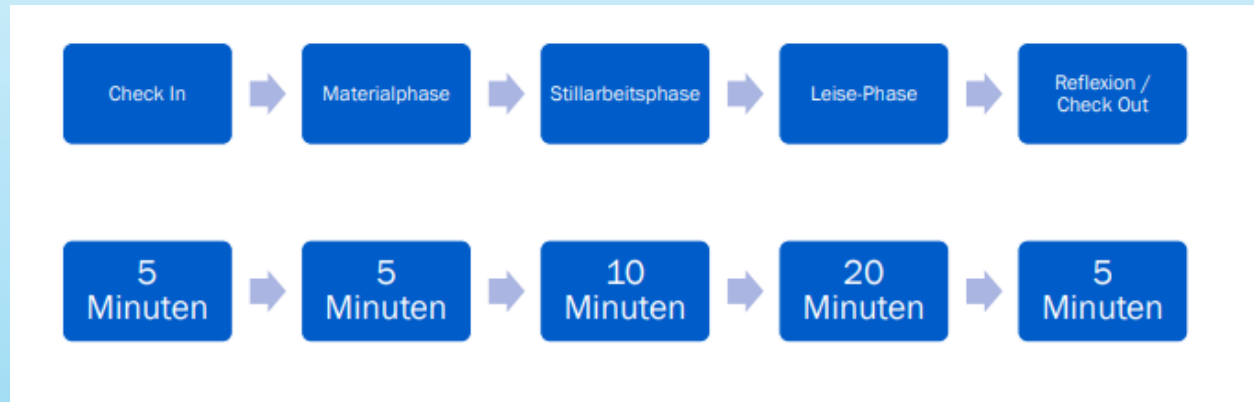 Check In
Materialphase
Stillarbeitsphase
Leise-Phase
Reflexion /
Check Out
5
Minuten
5
Minuten
10
Minuten
20
Minuten
5
Minuten